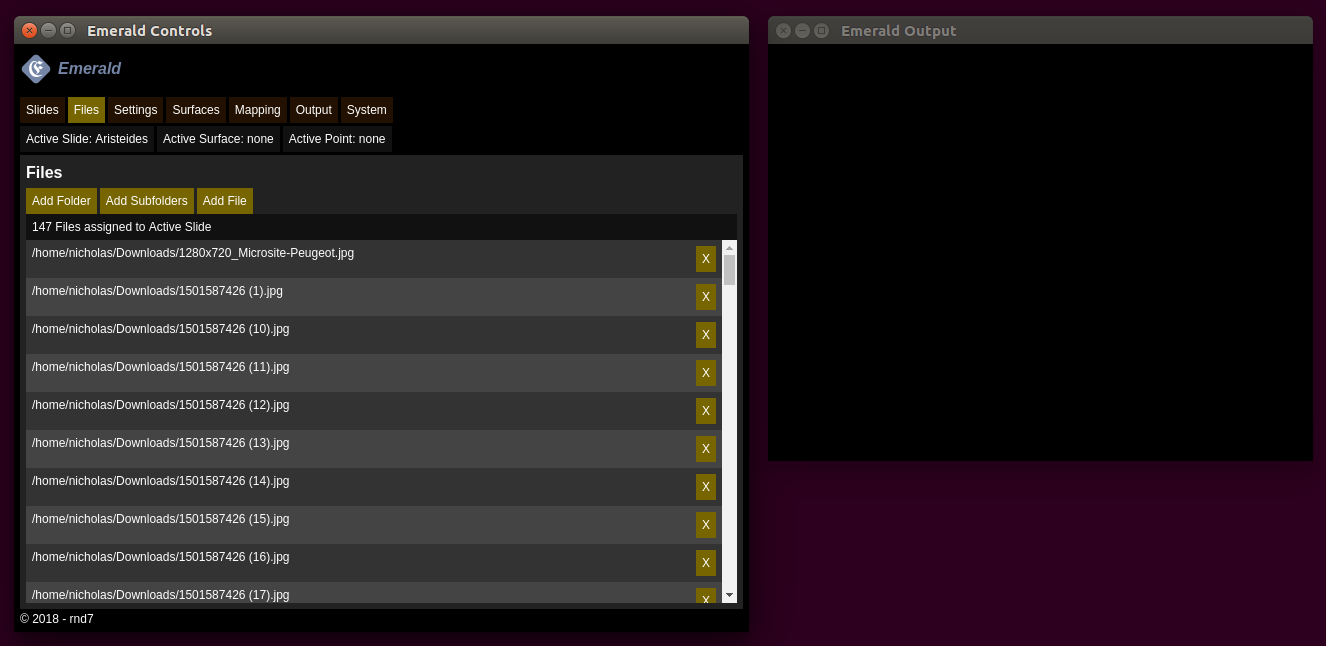 Emerald Controls
Emerald
Slides Files Settings Surfaces Mapping Output System
Active Slide: Aristeides Active Surface: none Active Point: none
Files
Add Folder Add Subfolders Add File
147 Files assigned to Active Slide
/home/nicholas/Downloads/1280x720_Microsite-Peugeot.jpg X
/home/nicholas/Downloads/1501587426 (1).jpg X
/home/nicholas/Downloads/1501587426 (10).jpg X
/home/nicholas/Downloads/1501587426 (11).jpg X
/home/nicholas/Downloads/1501587426 (12).jpg X
/home/nicholas/Downloads/1501587426 (13).jpg X
/home/nicholas/Downloads/1501587426 (14).jpg X
/home/nicholas/Downloads/1501587426 (15).jpg X
/home/nicholas/Downloads/1501587426 (16).jpg X
/home/nicholas/Downloads/1501587426 (17).jpg X
© 2018 - rnd7
Emerald Output